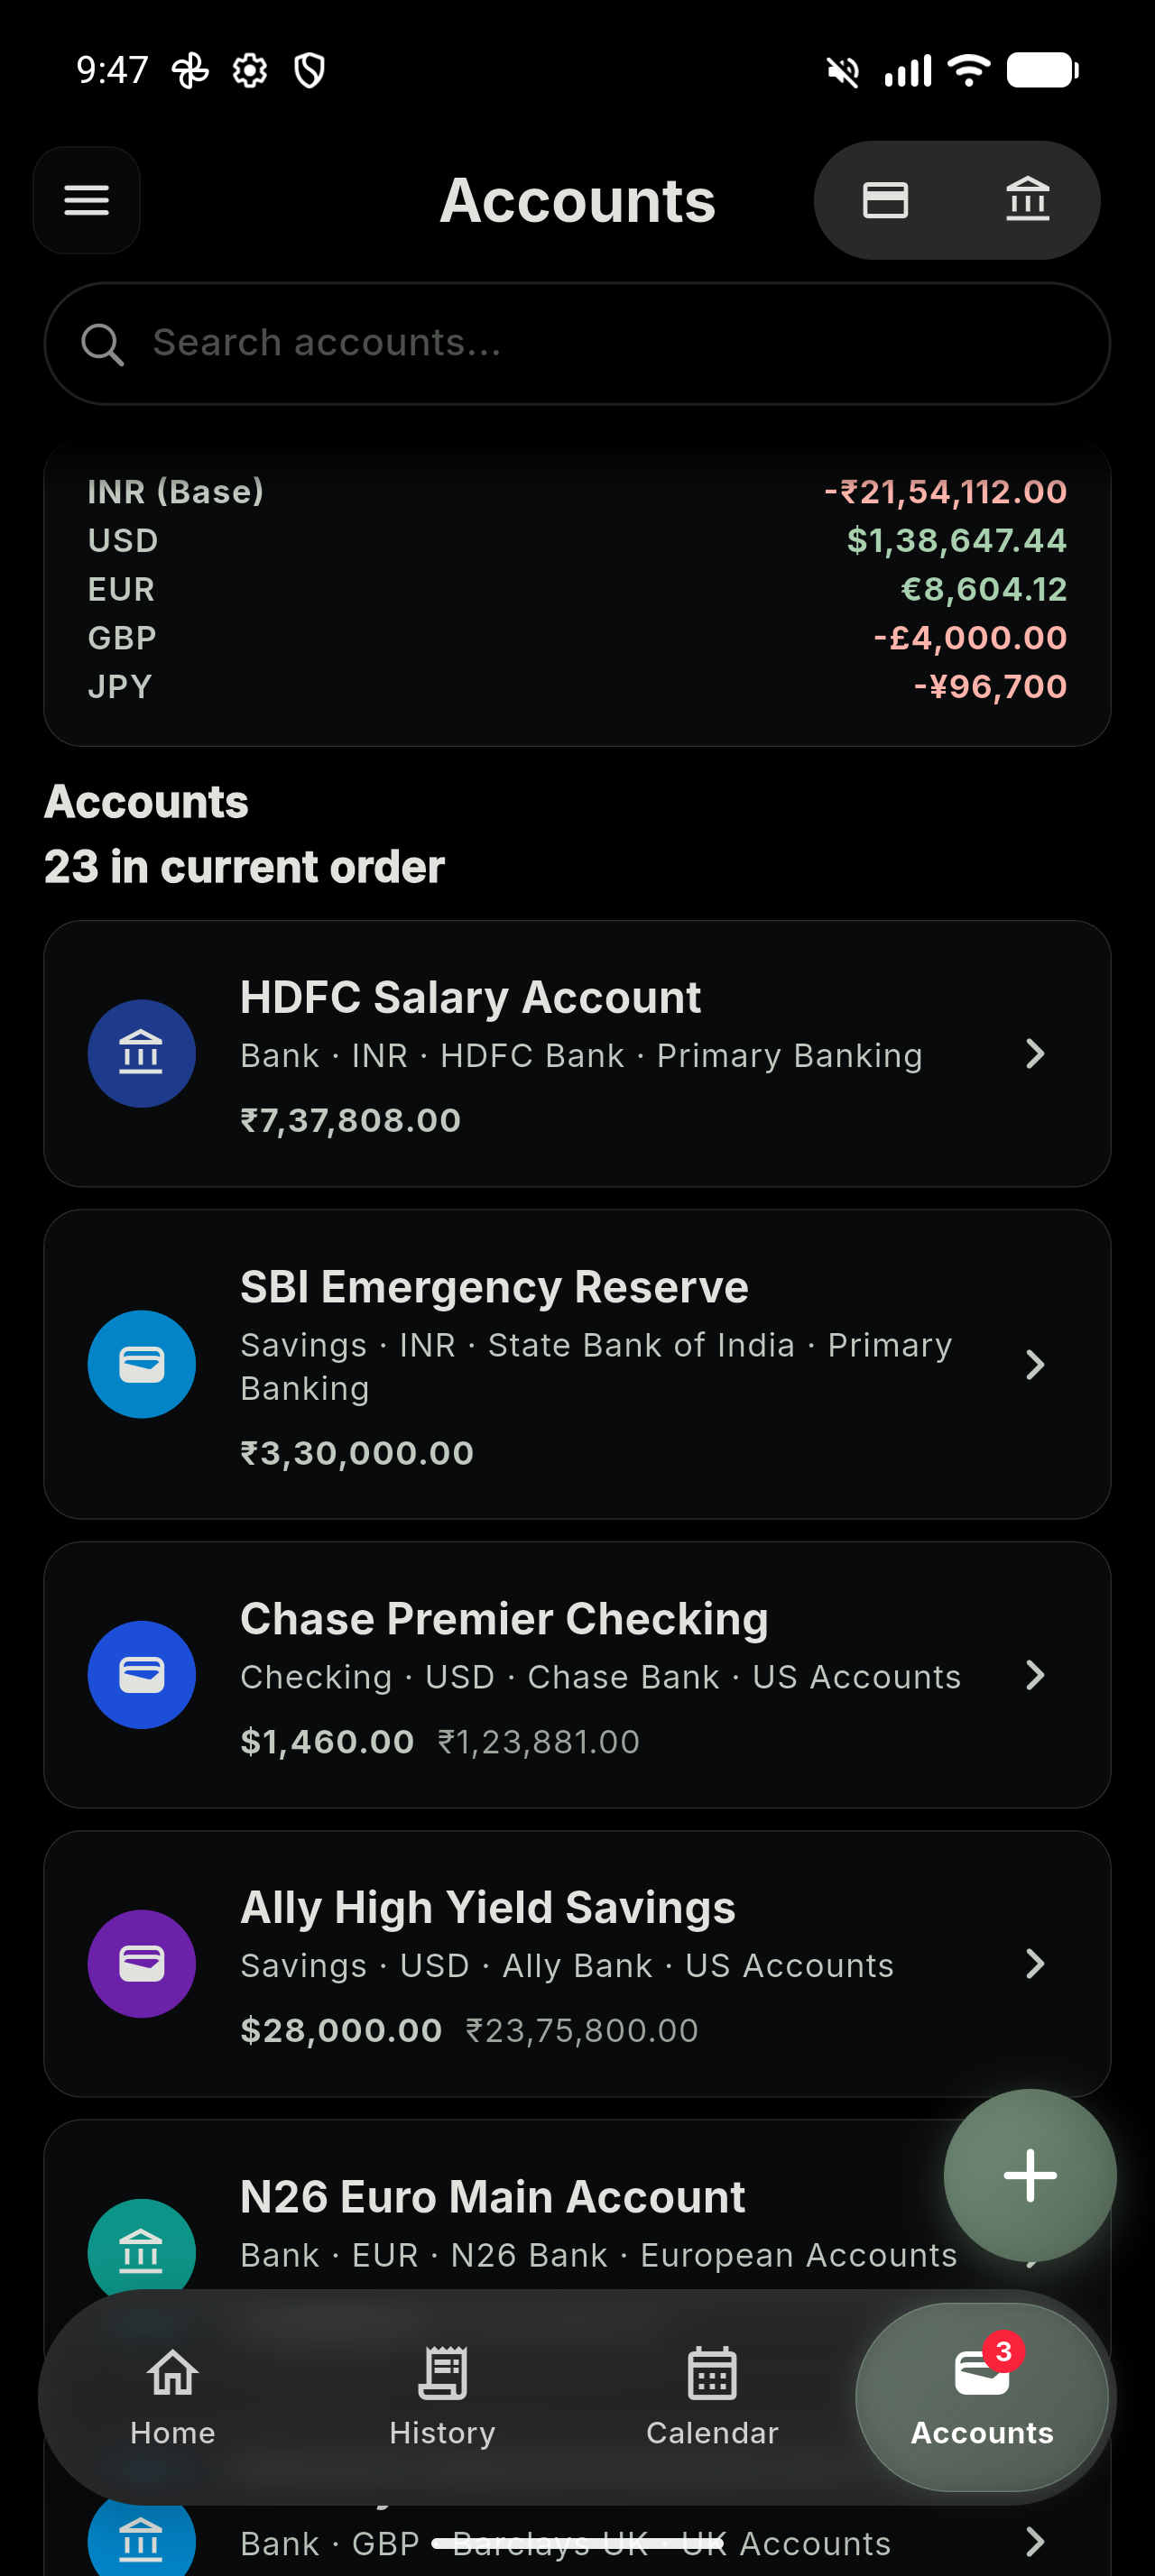 9:47
Accounts
Search accounts...
INR (Base) -₹21,54,112.00
USD $1,38,647.44
EUR €8,604.12
GBP -£4,000.00
JPY -¥96,700
Accounts
23 in current order
HDFC Salary Account
Bank · INR · HDFC Bank · Primary Banking
₹7,37,808.00
SBI Emergency Reserve
Savings · INR · State Bank of India · Primary
Banking
₹3,30,000.00
Chase Premier Checking
Checking · USD · Chase Bank · US Accounts
$1,460.00 ₹1,23,881.00
Ally High Yield Savings
Savings · USD · Ally Bank · US Accounts
$28,000.00 ₹23,75,800.00
N26 Euro Main Account
Bank · EUR · N26 Bank · European Accounts
3
Home History Calendar Accounts
Bank · GBP · Barclays UK · UK Accounts